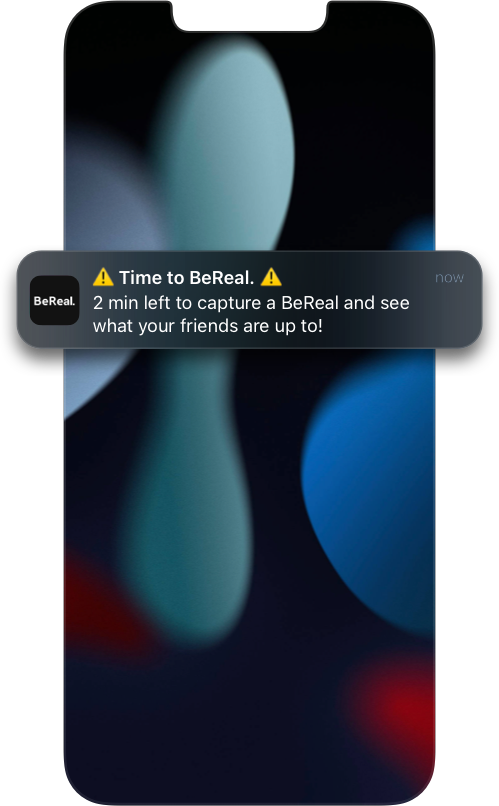 BeReal.
⚠️ Time to BeReal. ⚠️
now
2 min left to capture a BeReal and see
what your friends are up to!